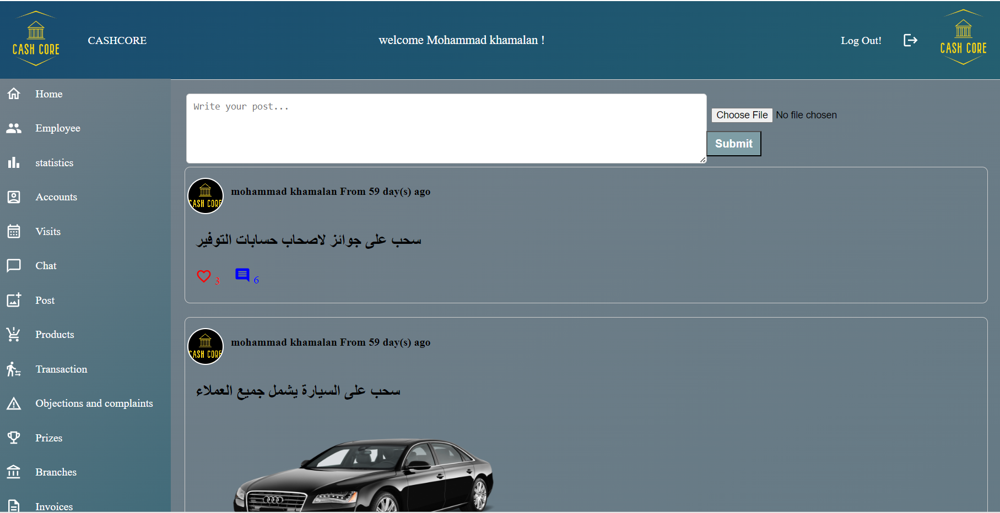 CASH CORE
CASHCORE
welcome Mohammad khamalan !
Log Out!
CASH CORE
Home
Employee
statistics
Accounts
Visits
Chat
Post
Products
Transaction
Objections and complaints
Prizes
Branches
Invoices
Write your post...
Choose File No file chosen
Submit
CASH CORE
mohammad khamalan From 59 day(s) ago
سحب على جوائز لاصحاب حسابات التوفير
3 6
CASH CORE
mohammad khamalan From 59 day(s) ago
سحب على السيارة يشمل جميع العملاء